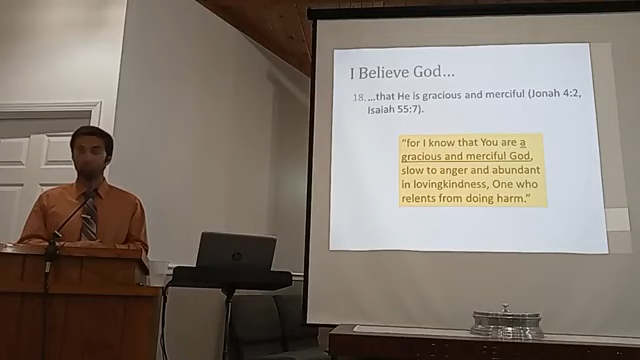 I Believe God...
18. ...that He is gracious and merciful (Jonah 4:2,
Isaiah 55:7).
"for I know that You are a
gracious and merciful God,
slow to anger and abundant
in lovingkindness, One who
relents from doing harm."
hp